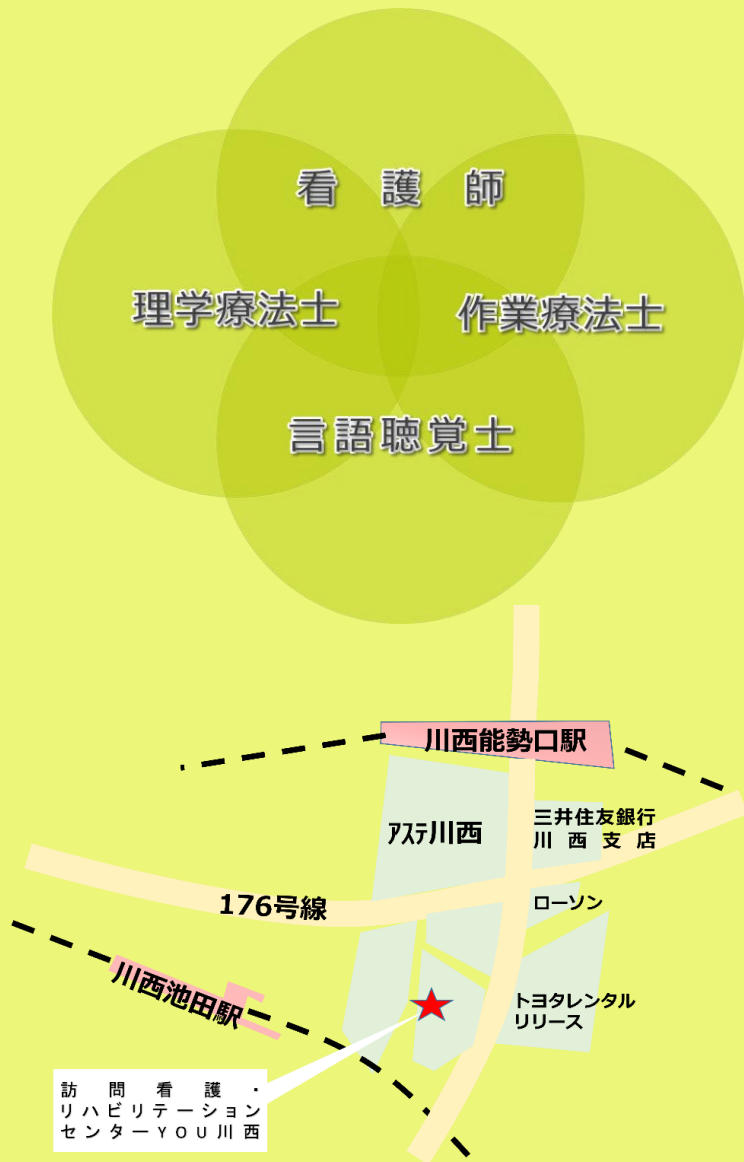 看護師
理学療法士
作業療法士
言語聴覚士
川西能勢口駅
アステ川西
三井住友銀行
川西支店
176号線
ローソン
川西池田駅
トヨタレンタル
リリース
訪問看護・
リハビリテーション
センターYOU川西